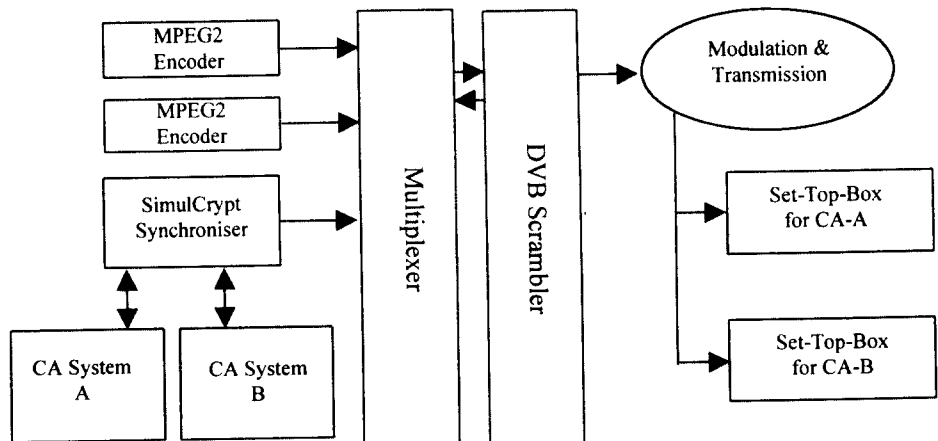 MPEG2
Encoder
MPEG2
Encoder
SimulCrypt
Synchroniser
CA System
A
CA System
B
Multiplexer
DVB Scrambler
Modulation &
Transmission
Set-Top-Box
for CA-A
Set-Top-Box
for CA-B